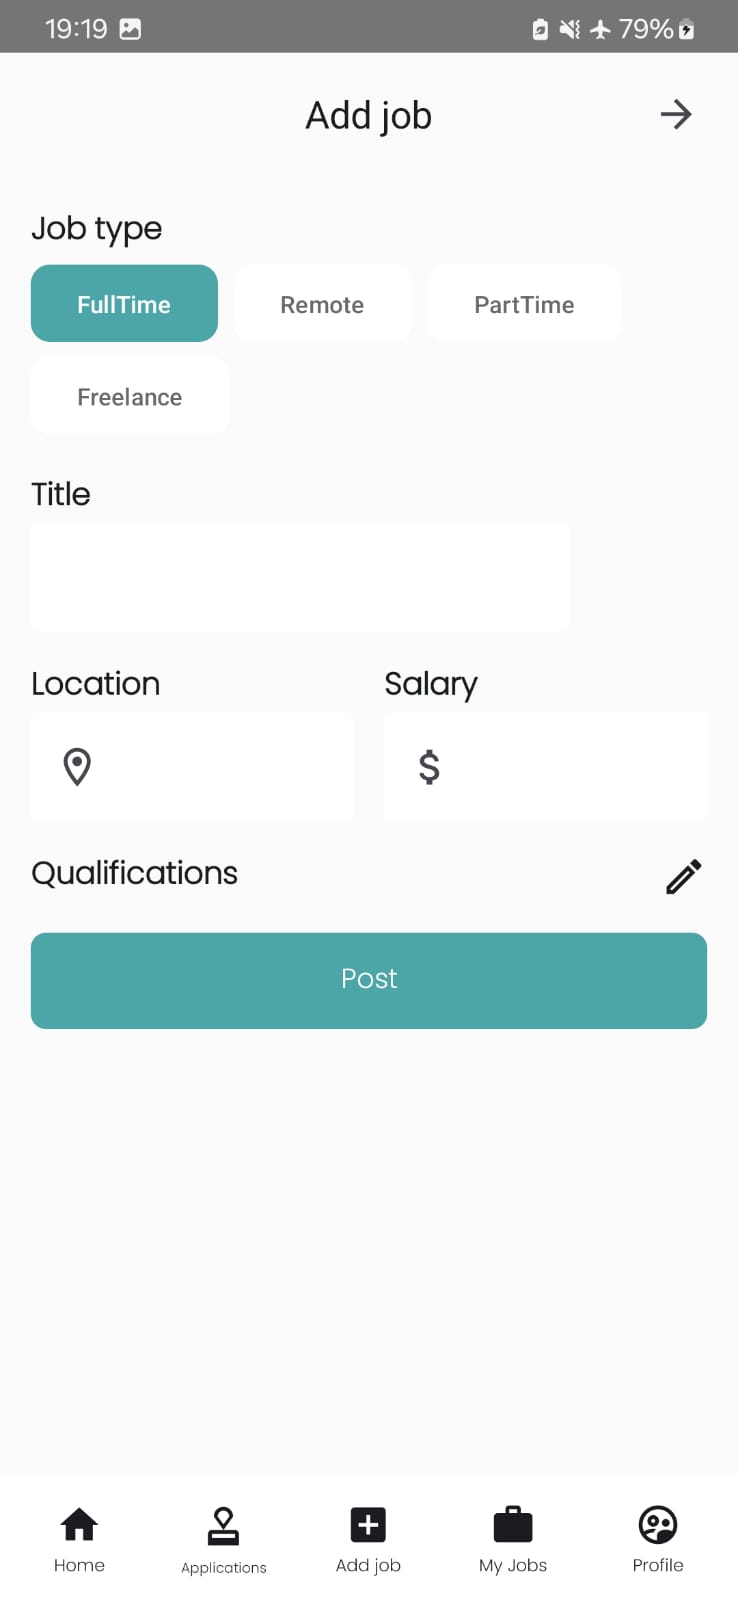 19:19 79%
Add job
Job type
FullTime Remote PartTime
Freelance
Title
Location Salary
$
Qualifications
Post
Home Applications Add job My Jobs Profile